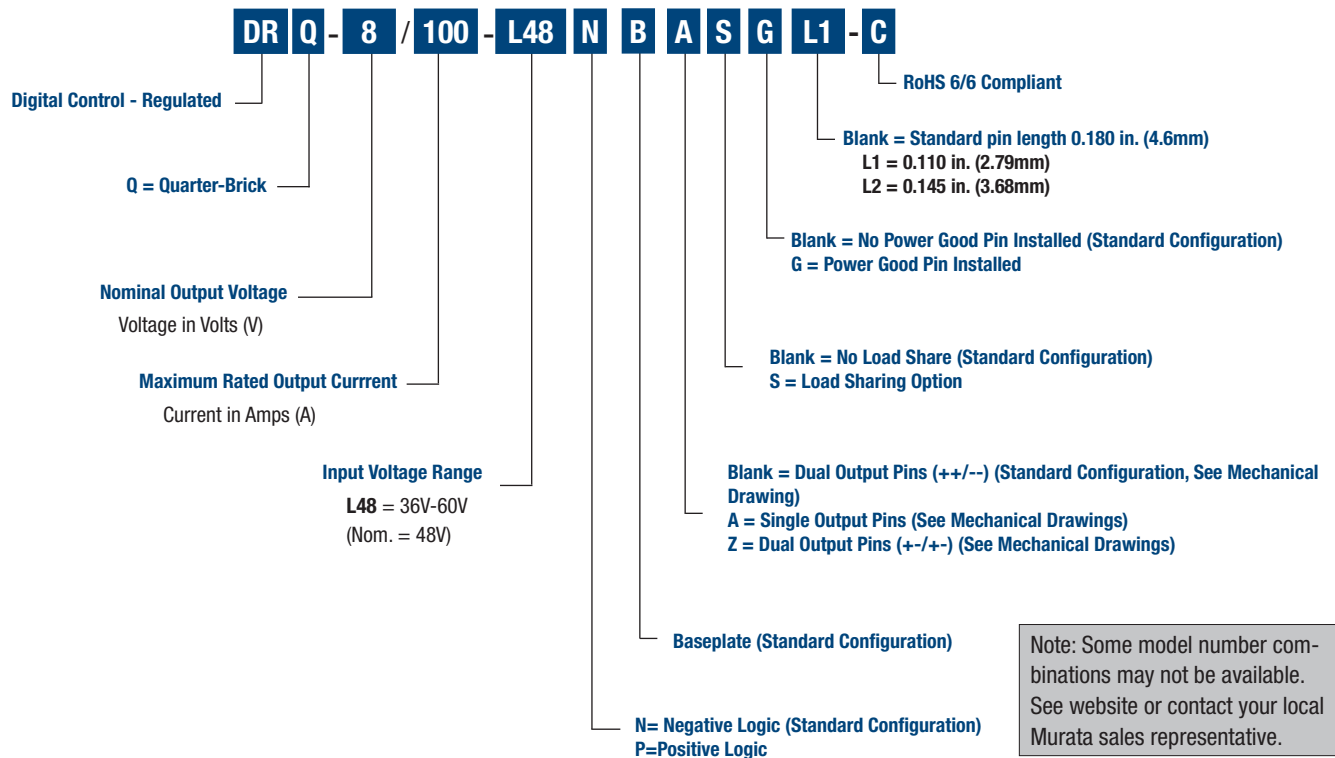 DR Q - 8 / 100 - L48 N B A S G L1 - C
RoHS 6/6 Compliant
Digital Control - Regulated
Blank = Standard pin length 0.180 in. (4.6mm)
L1 = 0.110 in. (2.79mm)
L2 = 0.145 in. (3.68mm)
Q = Quarter-Brick
Blank = No Power Good Pin Installed (Standard Configuration)
G = Power Good Pin Installed
Nominal Output Voltage
Voltage in Volts (V)
Blank = No Load Share (Standard Configuration)
S = Load Sharing Option
Maximum Rated Output Currrent
Current in Amps (A)
Input Voltage Range
L48 = 36V-60V
(Nom. = 48V)
Blank = Dual Output Pins (++/--) (Standard Configuration, See Mechanical
Drawing)
A = Single Output Pins (See Mechanical Drawings)
Z = Dual Output Pins (+-/+-) (See Mechanical Drawings)
Baseplate (Standard Configuration)
N= Negative Logic (Standard Configuration)
P=Positive Logic
Note: Some model number com-
binations may not be available.
See website or contact your local
Murata sales representative.